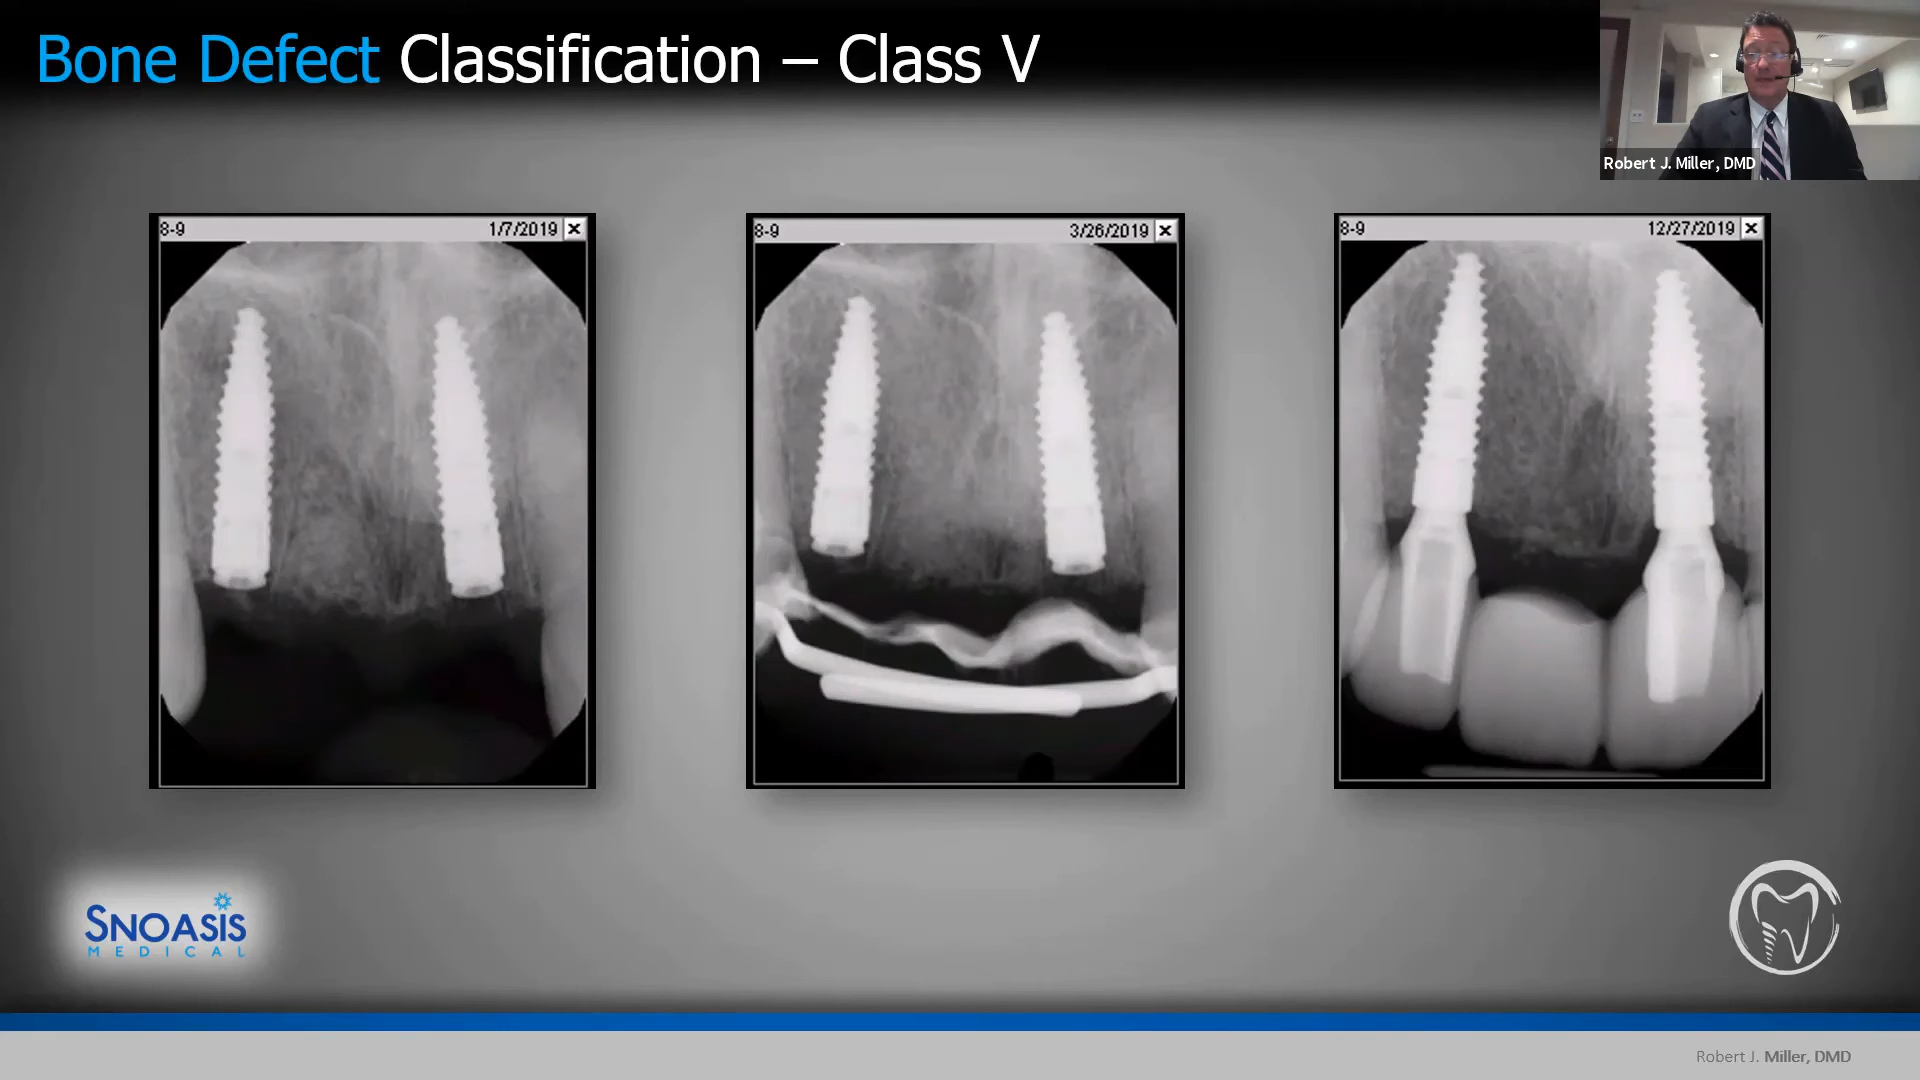 Bone Defect Classification – Class V
Robert J. Miller, DMD
8-9 1/7/2019
8-9 3/26/2019
8-9 12/27/2019
SNOASIS
MEDICAL
Robert J. Miller, DMD